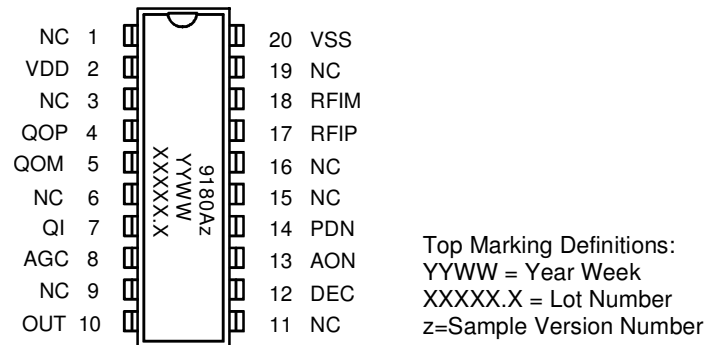 NC 1
VDD 2
NC 3
QOP 4
QOM 5
NC 6
QI 7
AGC 8
NC 9
OUT 10
9180Az
YYWW
XXXXX.X
20 VSS
19 NC
18 RFIM
17 RFIP
16 NC
15 NC
14 PDN
13 AON
12 DEC
11 NC
Top Marking Definitions:
YYWW = Year Week
XXXXX.X = Lot Number
z=Sample Version Number